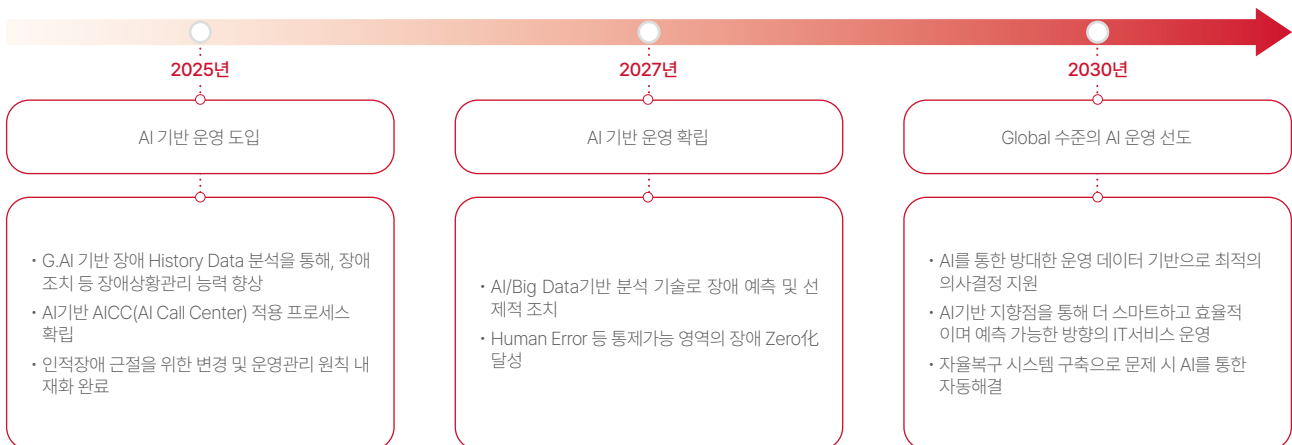 2025년
2027년
2030년
AI 기반 운영 도입
AI 기반 운영 확립
Global 수준의 AI 운영 선도
• G.AI 기반 장애 History Data 분석을 통해, 장애
조치 등 장애상황관리 능력 향상
• AI기반 AICC(AI Call Center) 적용 프로세스
확립
• 인적장애 근절을 위한 변경 및 운영관리 원칙 내
재화 완료
• AI/Big Data기반 분석 기술로 장애 예측 및 선
제적 조치
• Human Error 등 통제가능 영역의 장애 Zero化
달성
• AI를 통한 방대한 운영 데이터 기반으로 최적의
의사결정 지원
• AI기반 지향점을 통해 더 스마트하고 효율적
이며 예측 가능한 방향의 IT서비스 운영
• 자율복구 시스템 구축으로 문제 시 AI를 통한
자동해결